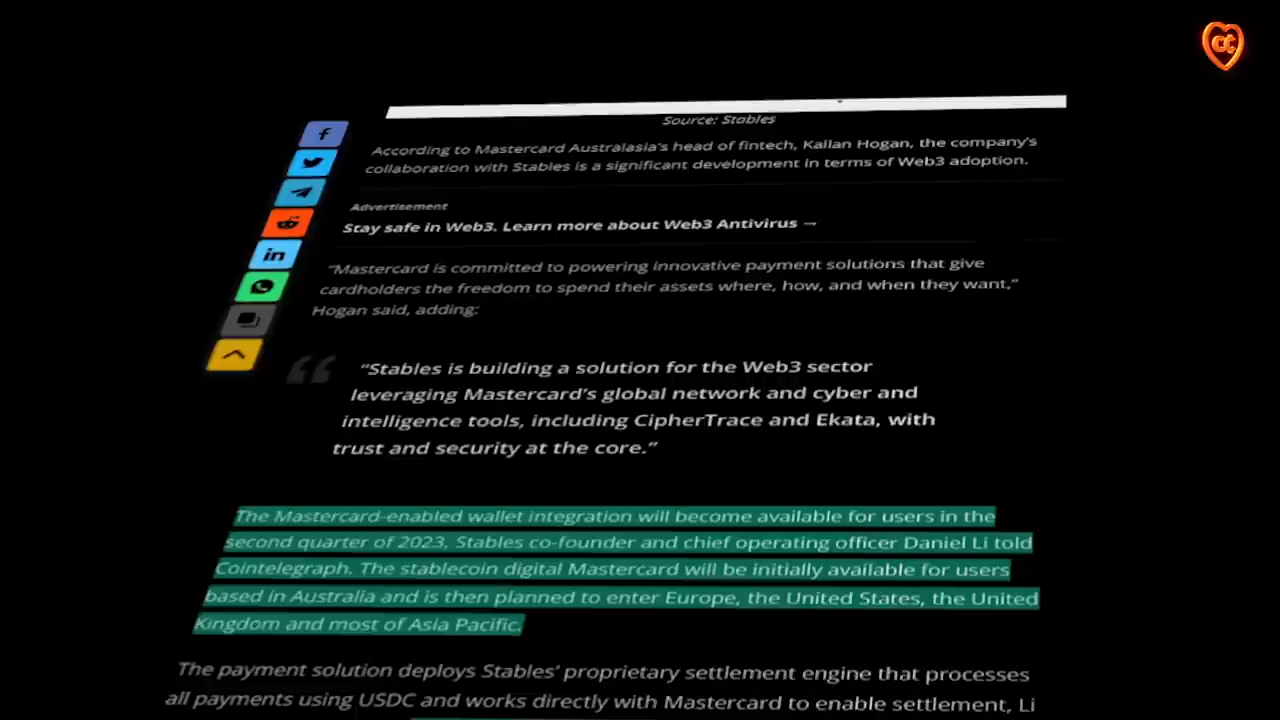 ct
Source: Stables
According to Mastercard Australasia's head of fintech, Kallan Hogan, the company's
collaboration with Stables is a significant development in terms of Web3 adoption.
Advertisement
Stay safe in Web3. Learn more about Web3 Antivirus →
f
in
"Mastercard is committed to powering innovative payment solutions that give
cardholders the freedom to spend their assets where, how, and when they want,"
Hogan said, adding:
"Stables is building a solution for the Web3 sector
leveraging Mastercard's global network and cyber and
intelligence tools, including CipherTrace and Ekata, with
trust and security at the core."
The Mastercard-enabled wallet integration will become available for users in the
second quarter of 2023, Stables co-founder and chief operating officer Daniel Li told
Cointelegraph. The stablecoin digital Mastercard will be initially available for users
based in Australia and is then planned to enter Europe, the United States, the United
Kingdom and most of Asia Pacific.
The payment solution deploys Stables' proprietary settlement engine that processes
all payments using USDC and works directly with Mastercard to enable settlement, Li